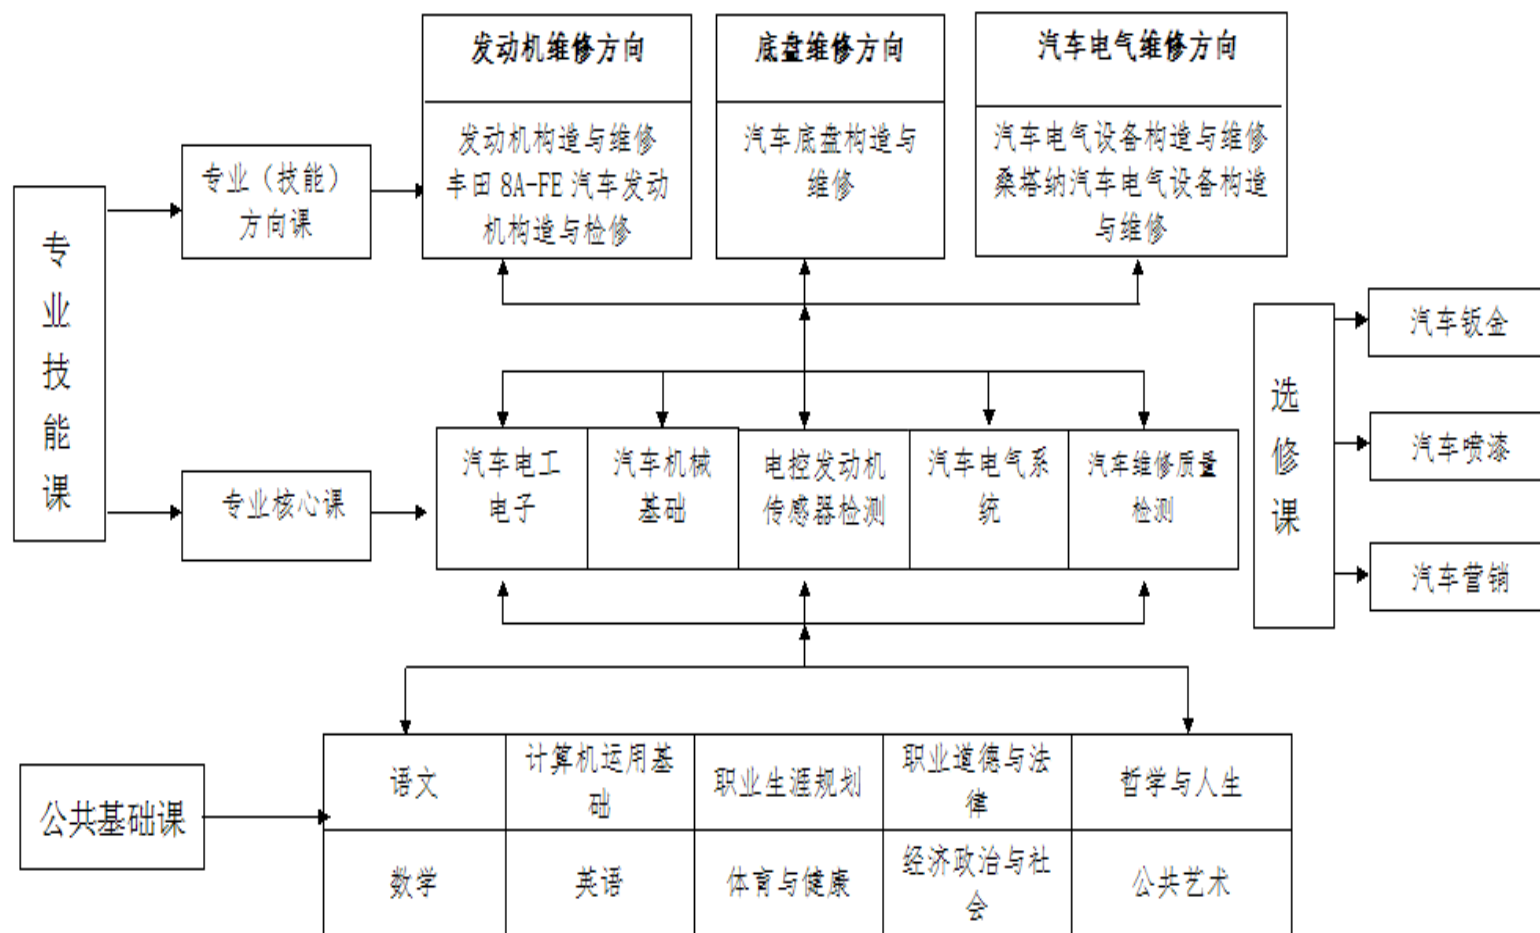 发动机维修方向
底盘维修方向
汽车电气维修方向
发动机构造与维修
丰田 8A-FE 汽车发动
机构造与检修
汽车底盘构造与
维修
汽车电气设备构造与维修
桑塔纳汽车电气设备构造
与维修
专业（技能）
方向课
专
业
技
能
课
专业核心课
汽车电工
电子
汽车机械
基础
电控发动机
传感器检测
汽车电气系
统
汽车维修质量
检测
选
修
课
汽车钣金
汽车喷漆
汽车营销
公共基础课
语文
计算机运用基
础
职业生涯规划
职业道德与法
律
哲学与人生
数学
英语
体育与健康
经济政治与社
会
公共艺术